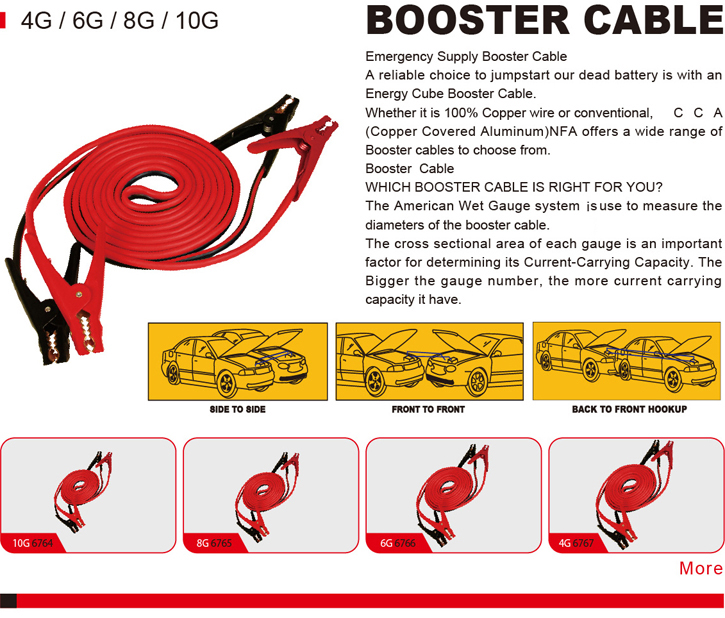 4G / 6G / 8G / 10G
BOOSTER CABLE
Emergency Supply Booster Cable
A reliable choice to jumpstart our dead battery is with an
Energy Cube Booster Cable.
Whether it is 100% Copper wire or conventional, C C A
(Copper Covered Aluminum)NFA offers a wide range of
Booster cables to choose from.
Booster Cable
WHICH BOOSTER CABLE IS RIGHT FOR YOU?
The American Wet Gauge system is use to measure the
diameters of the booster cable.
The cross sectional area of each gauge is an important
factor for determining its Current-Carrying Capacity. The
Bigger the gauge number, the more current carrying
capacity it have.
SIDE TO SIDE
FRONT TO FRONT
BACK TO FRONT HOOKUP
10G 6764
8G 6765
6G 6766
4G 6767
More